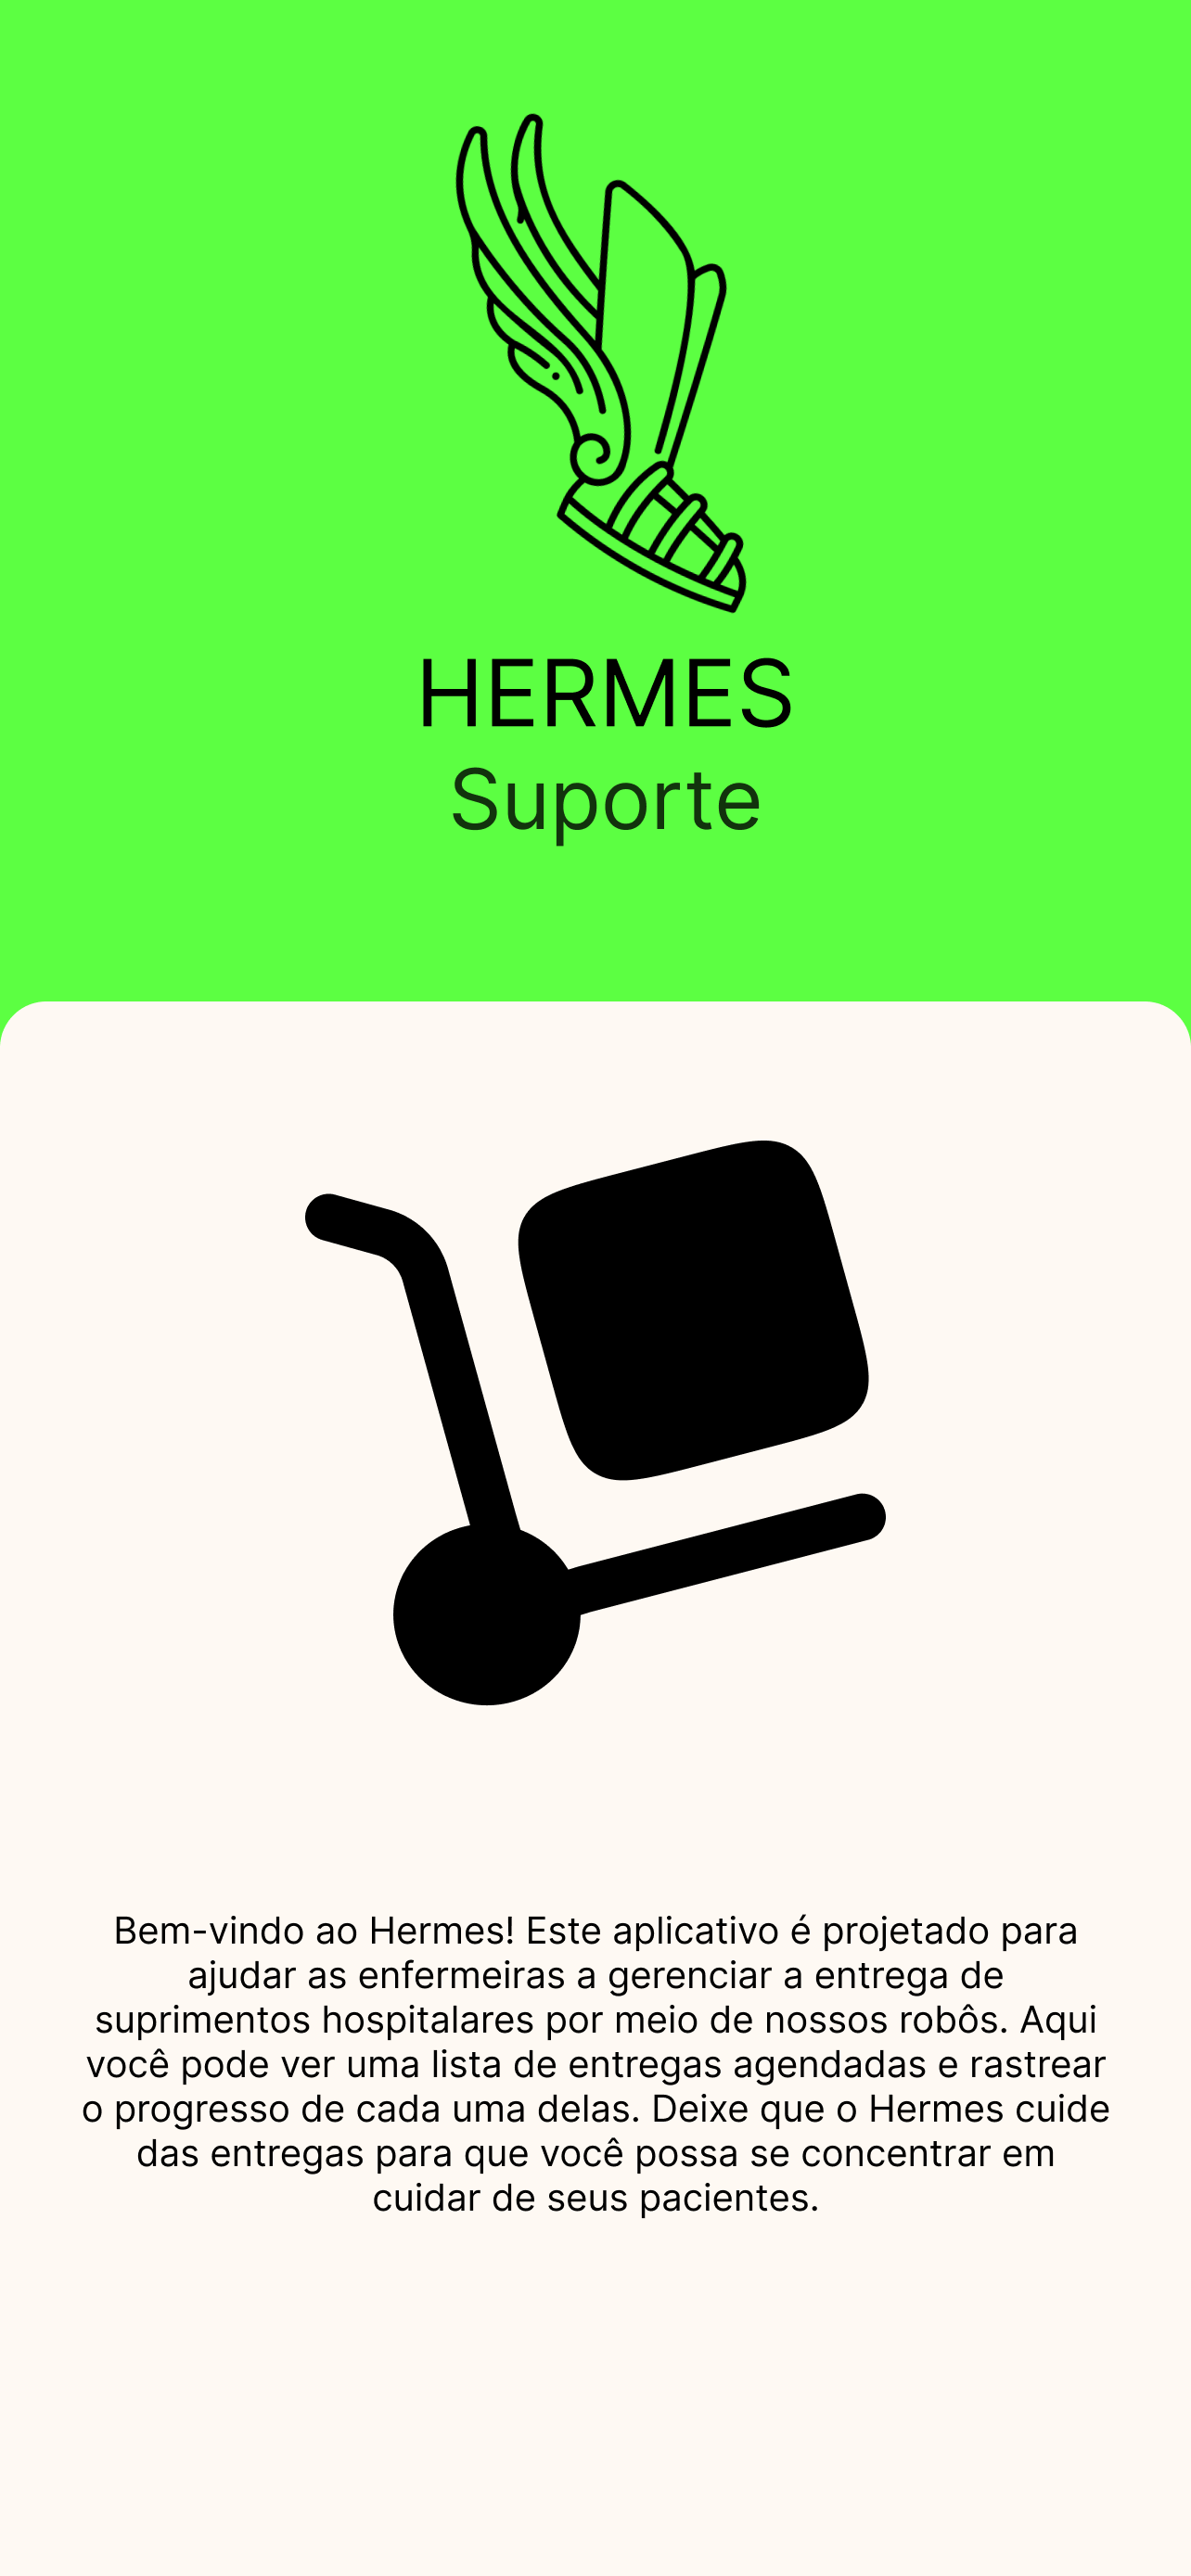 HERMES
Suporte
Bem-vindo ao Hermes! Este aplicativo é projetado para
ajudar as enfermeiras a gerenciar a entrega de
suprimentos hospitalares por meio de nossos robôs. Aqui
você pode ver uma lista de entregas agendadas e rastrear
o progresso de cada uma delas. Deixe que o Hermes cuide
das entregas para que você possa se concentrar em
cuidar de seus pacientes.